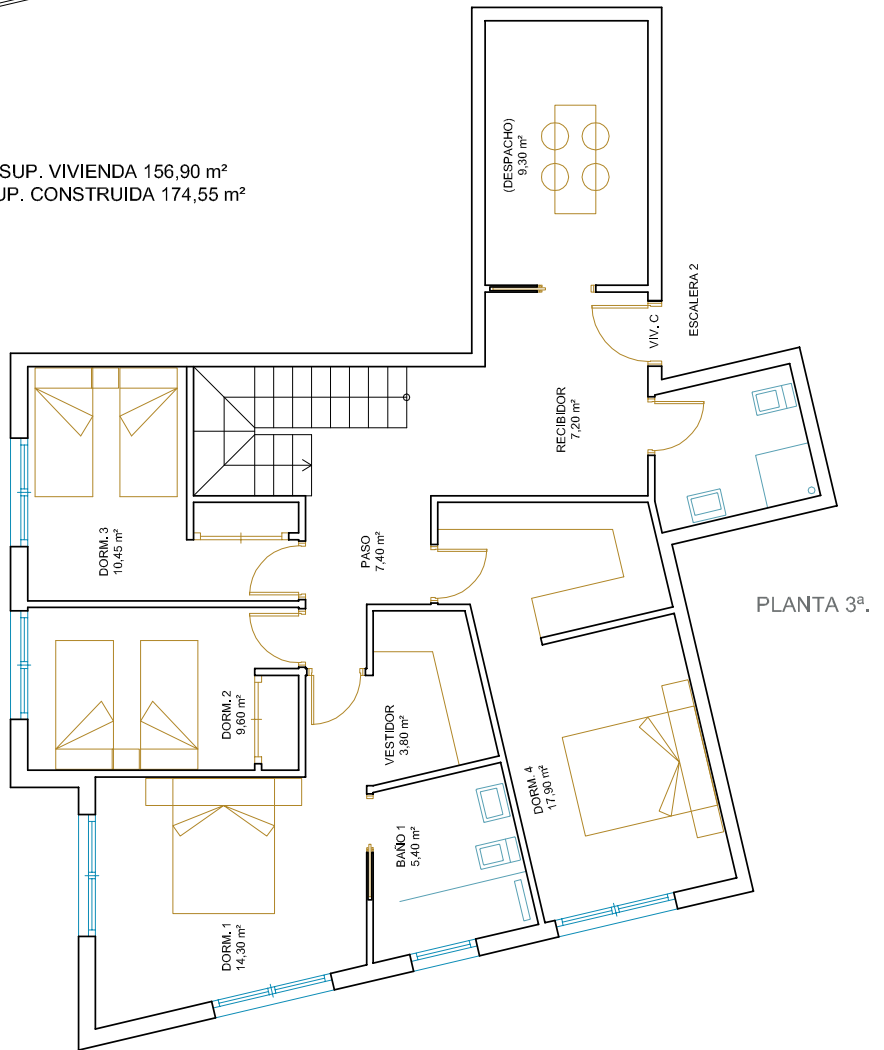 SUP. VIVIENDA 156,90 m²
UP. CONSTRUIDA 174,55 m²
(DESPACHO)
9,30 m²
ESCALERA 2
VIV. C
RECIBIDOR
7,20 m²
DORM. 3
10,45 m²
PASO
7,40 m²
PLANTA 3ª.
DORM. 2
9,60 m²
VESTIDOR
3,80 m²
DORM. 4
17,90 m²
BAÑO 1
5,40 m²
DORM. 1
14,30 m²